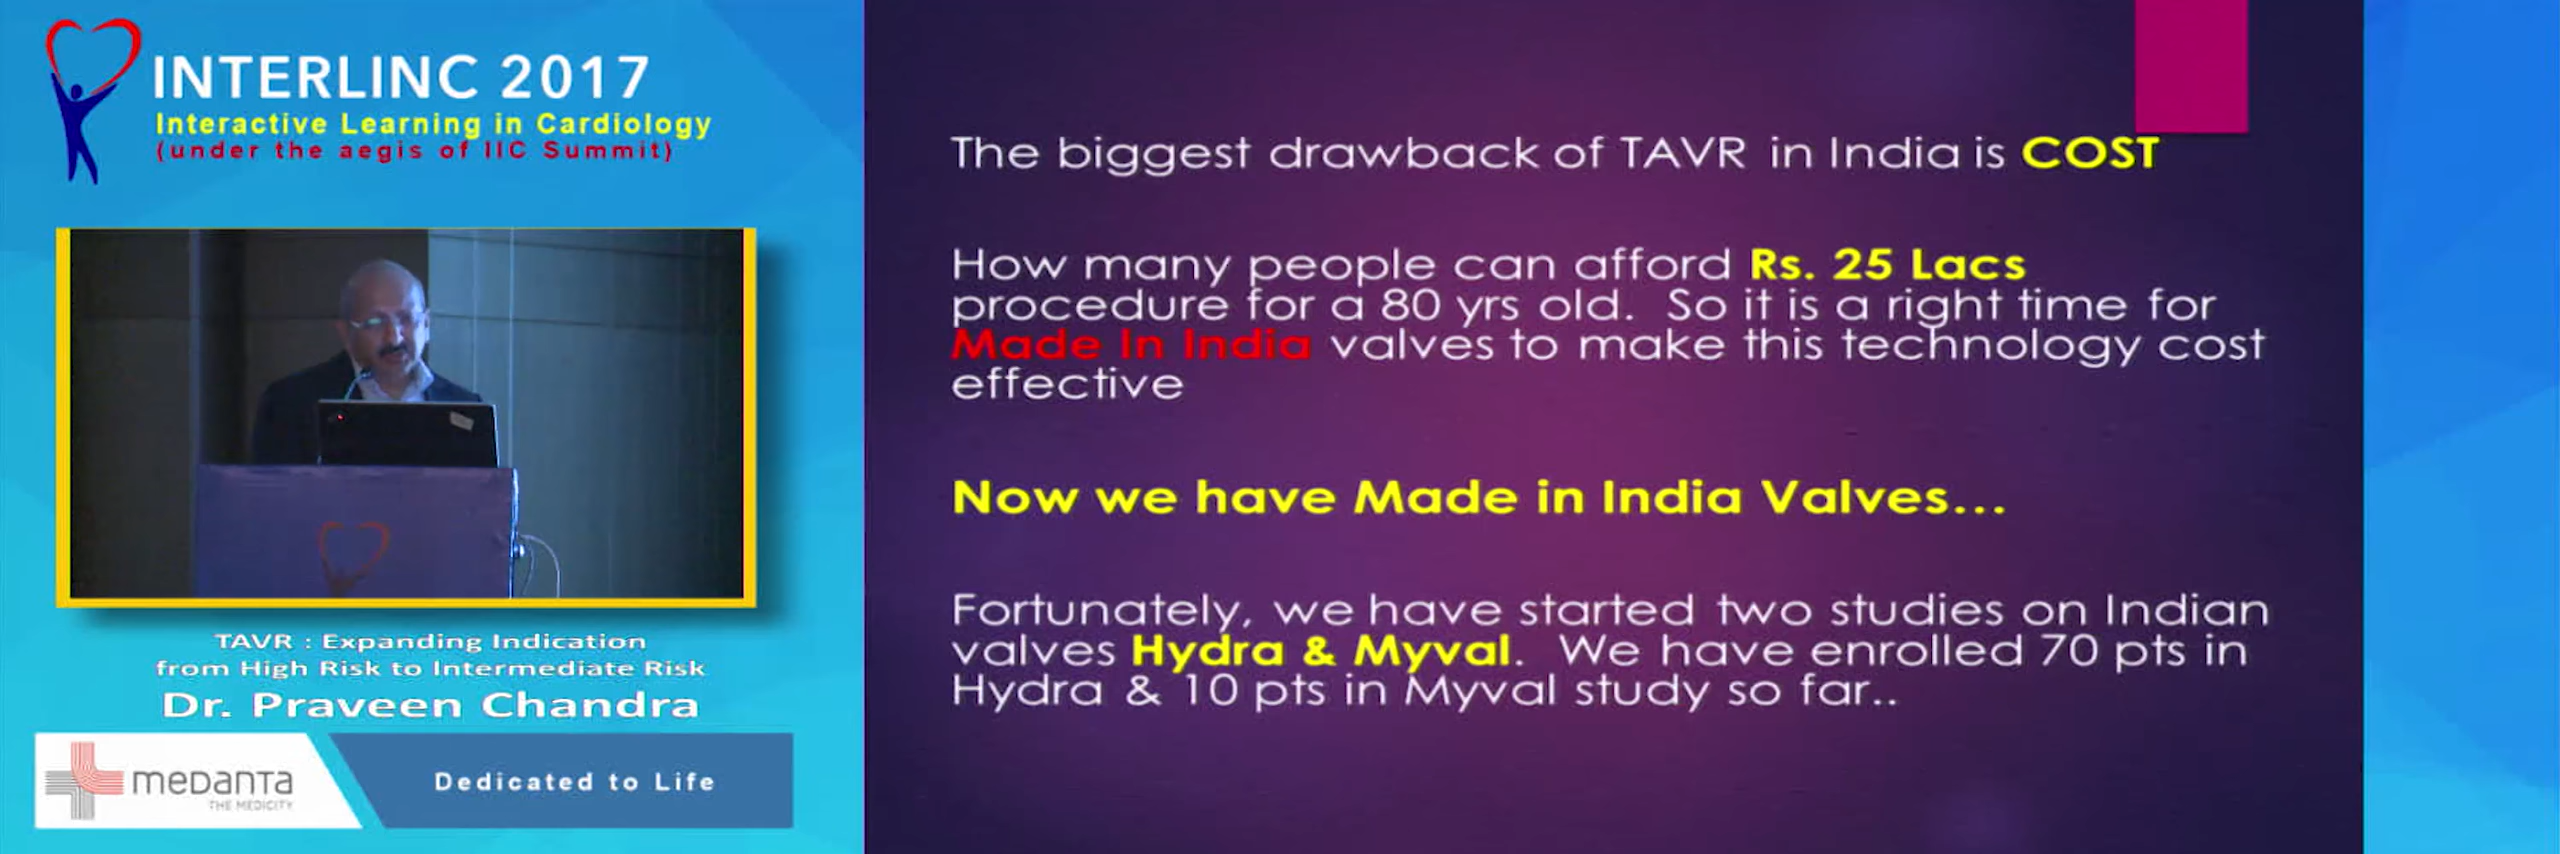 INTERLINC 2017
Interactive Learning in Cardiology
(under the aegis of IIC Summit)
TAVR : Expanding Indication
from High Risk to Intermediate Risk
Dr. Praveen Chandra
meDanTa
THE MEDICITY
Dedicated to Life
The biggest drawback of TAVR in India is COST
How many people can afford Rs. 25 Lacs
procedure for a 80 yrs old. So it is a right time for
Made In India valves to make this technology cost
effective
Now we have Made in India Valves...
Fortunately, we have started two studies on Indian
valves Hydra & Myval. We have enrolled 70 pts in
Hydra & 10 pts in Myval study so far..